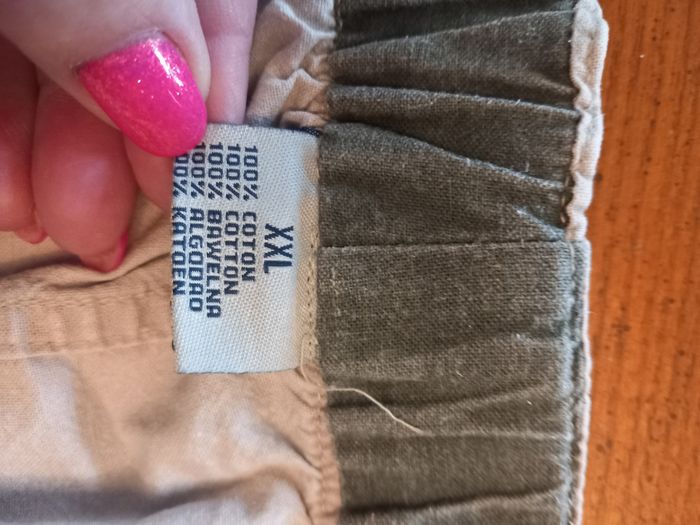 XXL
100% COTON
100% COTTON
100% BAWELNA
100% ALGODAO
100% KATOEN